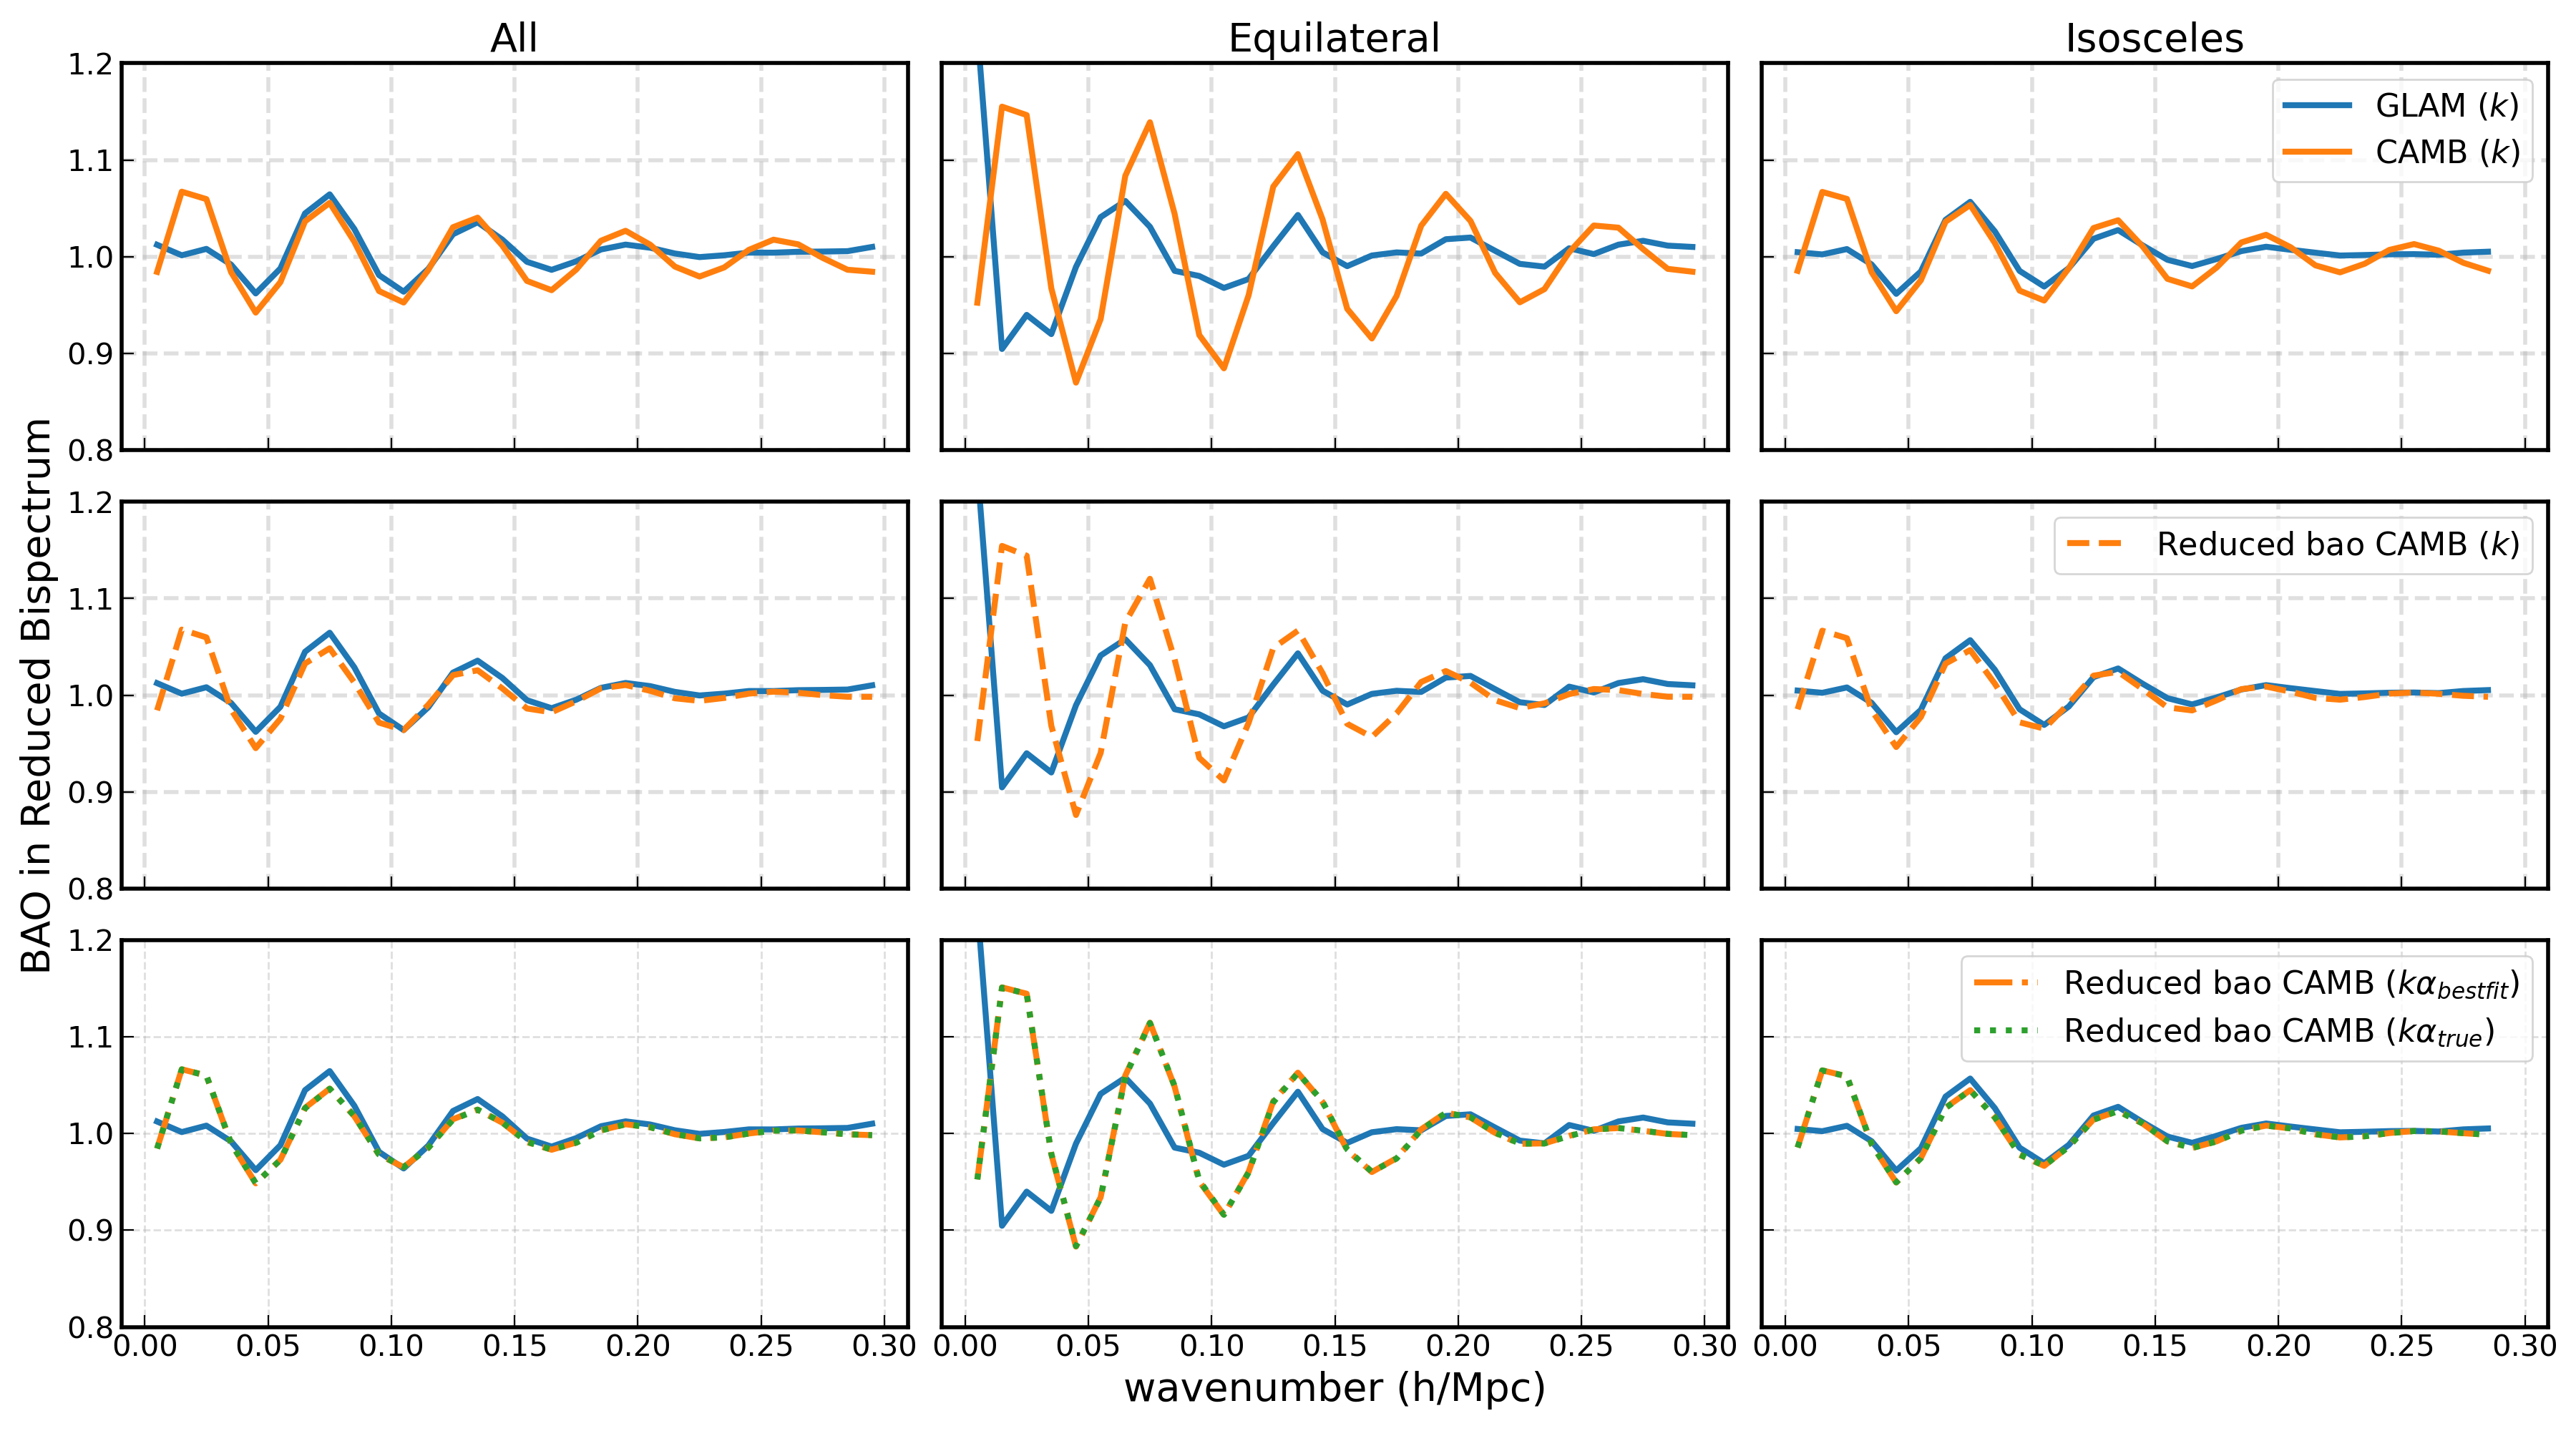 All
Equilateral
Isosceles
BAO in Reduced Bispectrum
1.2
1.1
1.0
0.9
0.8
GLAM (k)
CAMB (k)
1.2
1.1
1.0
0.9
0.8
Reduced bao CAMB (k)
1.2
1.1
1.0
0.9
0.8
Reduced bao CAMB (kα_bestfit)
Reduced bao CAMB (kα_true)
0.00 0.05 0.10 0.15 0.20 0.25 0.30
0.00 0.05 0.10 0.15 0.20 0.25 0.30
0.00 0.05 0.10 0.15 0.20 0.25 0.30
wavenumber (h/Mpc)